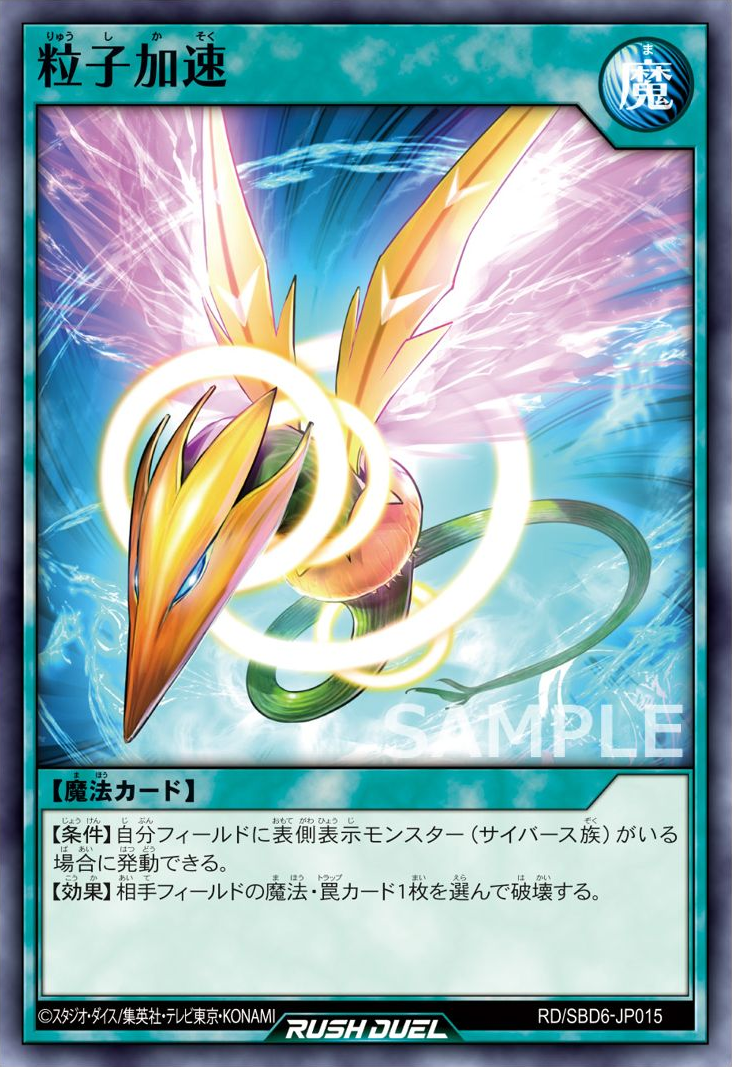 粒子加速
魔
SAMPLE
【魔法カード】
【条件】自分フィールドに表側表示モンスター(サイバース族)がいる
場合に発動できる。
【効果】相手フィールドの魔法・罠カード1枚を選んで破壊する。
©スタジオ・ダイス/集英社・テレビ東京・KONAMI
RUSH DUEL
RD/SBD6-JP015